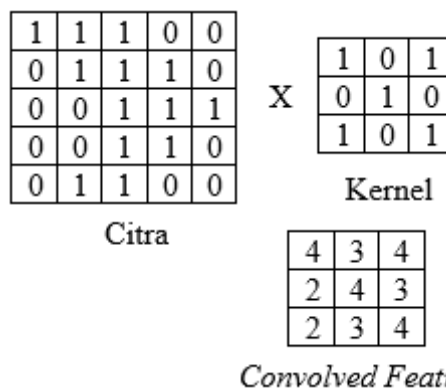 1 1 1 0 0
0 1 1 1 0
0 0 1 1 1
0 0 1 1 0
0 1 1 0 0
Citra
X
1 0 1
0 1 0
1 0 1
Kernel
4 3 4
2 4 3
2 3 4
Convolved Feat